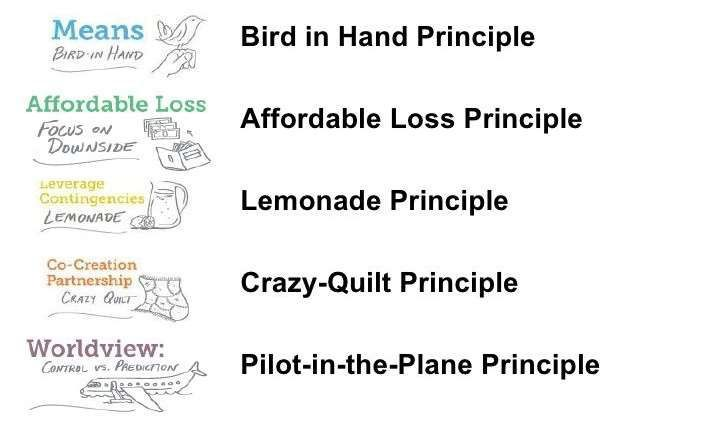 Means
BIRD-IN HAND
Bird in Hand Principle
Affordable Loss
FOCUS ON
DOWNSIDE
Affordable Loss Principle
Leverage
Contingencies
LEMONADE
Lemonade Principle
Co-Creation
Partnership
CRAZY QUILT
Crazy-Quilt Principle
Worldview:
CONTROL VS. PREDICTION
Pilot-in-the-Plane Principle